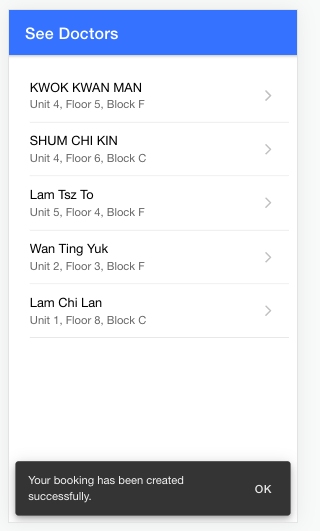 See Doctors
KWOK KWAN MAN
Unit 4, Floor 5, Block F
SHUM CHI KIN
Unit 4, Floor 6, Block C
Lam Tsz To
Unit 5, Floor 4, Block F
Wan Ting Yuk
Unit 2, Floor 3, Block F
Lam Chi Lan
Unit 1, Floor 8, Block C
Your booking has been created
successfully.
OK